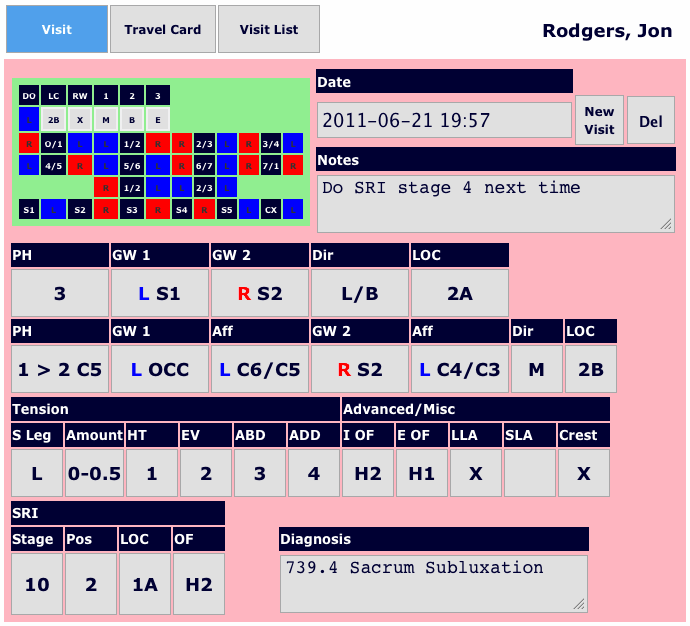 Visit Travel Card Visit List Rodgers, Jon
DO LC RW 1 2 3
L 2B X M B E
R O/1 L L 1/2 R R 2/3 L R 3/4 L
L 4/5 R L 5/6 L R 6/7 L R 7/1 R
R 1/2 L L 2/3 L
S1 L S2 R S3 R S4 R S5 L CX L
Date
2011-06-21 19:57 New Visit Del
Notes
Do SRI stage 4 next time
PH GW 1 GW 2 Dir LOC
3 L S1 R S2 L/B 2A
PH GW 1 Aff GW 2 Aff Dir LOC
1 > 2 C5 L OCC L C6/C5 R S2 L C4/C3 M 2B
Tension Advanced/Misc
S Leg Amount HT EV ABD ADD I OF E OF LLA SLA Crest
L 0-0.5 1 2 3 4 H2 H1 X X
SRI
Stage Pos LOC OF Diagnosis
10 2 1A H2 739.4 Sacrum Subluxation